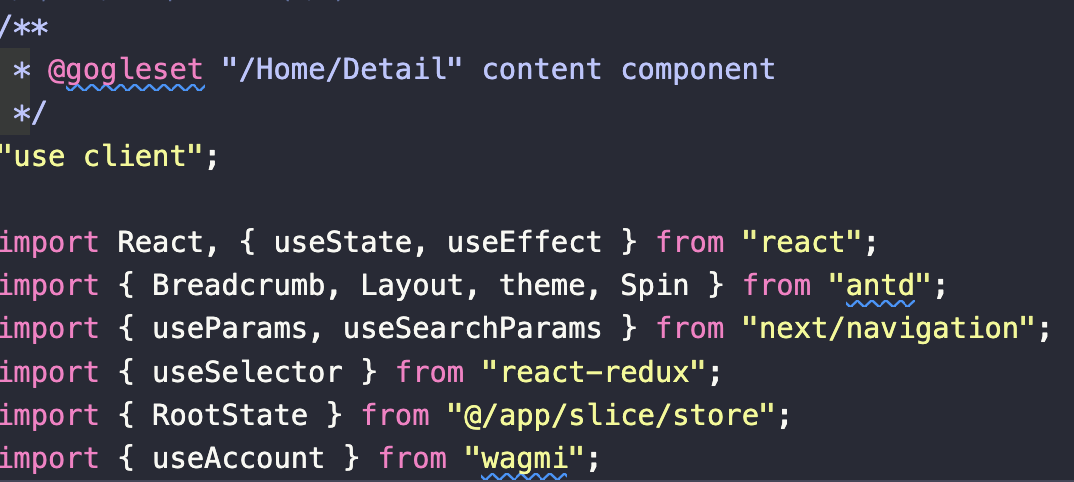 /**
* @gogleset "/Home/Detail" content component
*/
"use client";
import React, { useState, useEffect } from "react";
import { Breadcrumb, Layout, theme, Spin } from "antd";
import { useParams, useSearchParams } from "next/navigation";
import { useSelector } from "react-redux";
import { RootState } from "@/app/slice/store";
import { useAccount } from "wagmi";